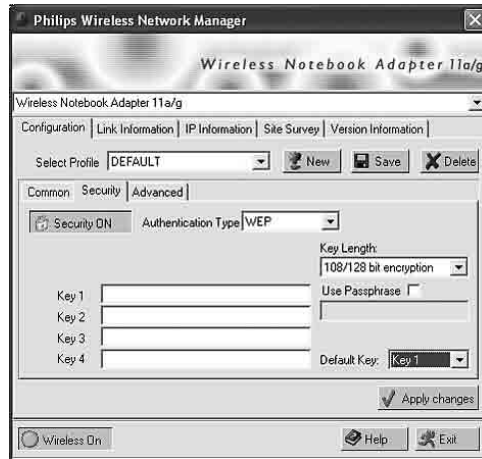 Philips Wireless Network Manager
Wireless Notebook Adapter 11a/g
Wireless Notebook Adapter 11a/g
Configuration Link Information IP Information Site Survey Version Information
Select Profile DEFAULT New Save Delete
Common Security Advanced
Security ON Authentication Type WEP
Key Length:
108/128 bit encryption
Use Passphrase
Key 1
Key 2
Key 3
Key 4 Default Key: Key 1
Apply changes
Wireless On Help Exit